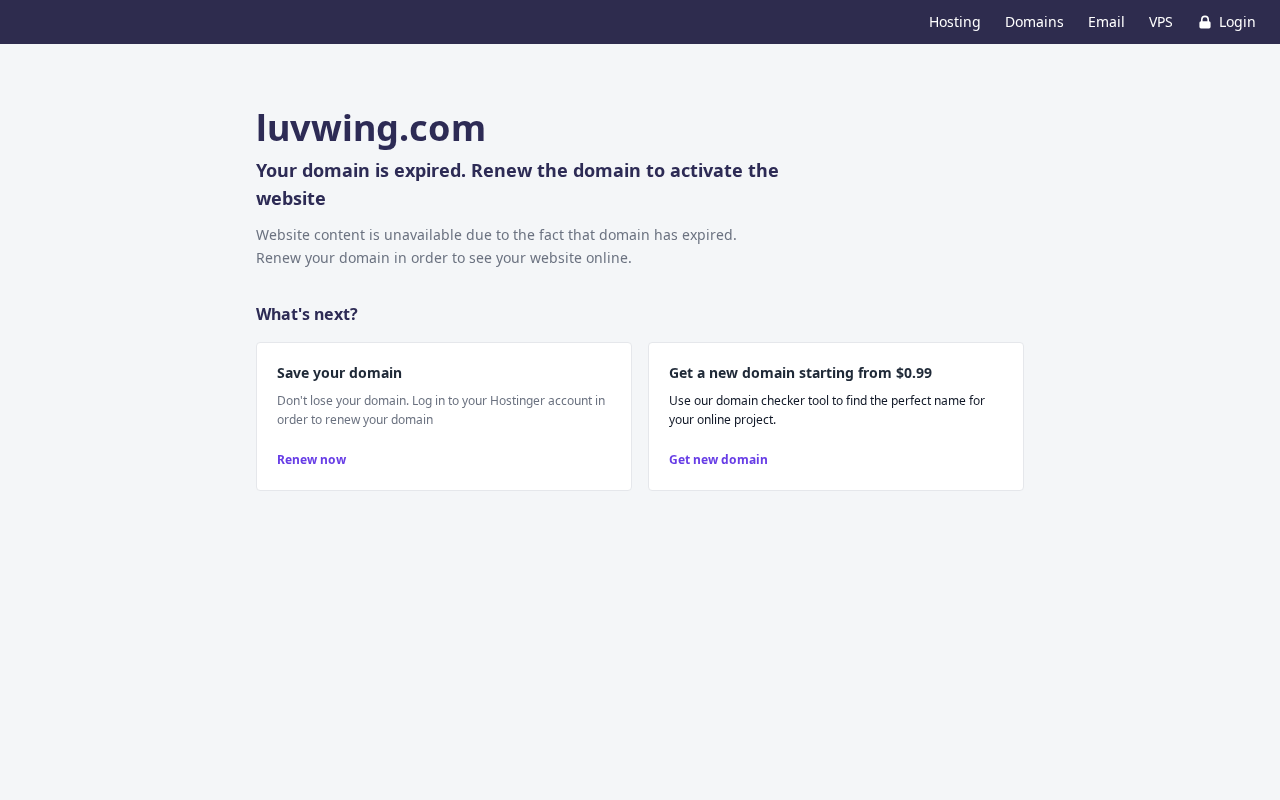 Hosting Domains Email VPS Login
luvwing.com
Your domain is expired. Renew the domain to activate the
website
Website content is unavailable due to the fact that domain has expired.
Renew your domain in order to see your website online.
What's next?
Save your domain
Don't lose your domain. Log in to your Hostinger account in
order to renew your domain
Renew now
Get a new domain starting from $0.99
Use our domain checker tool to find the perfect name for
your online project.
Get new domain